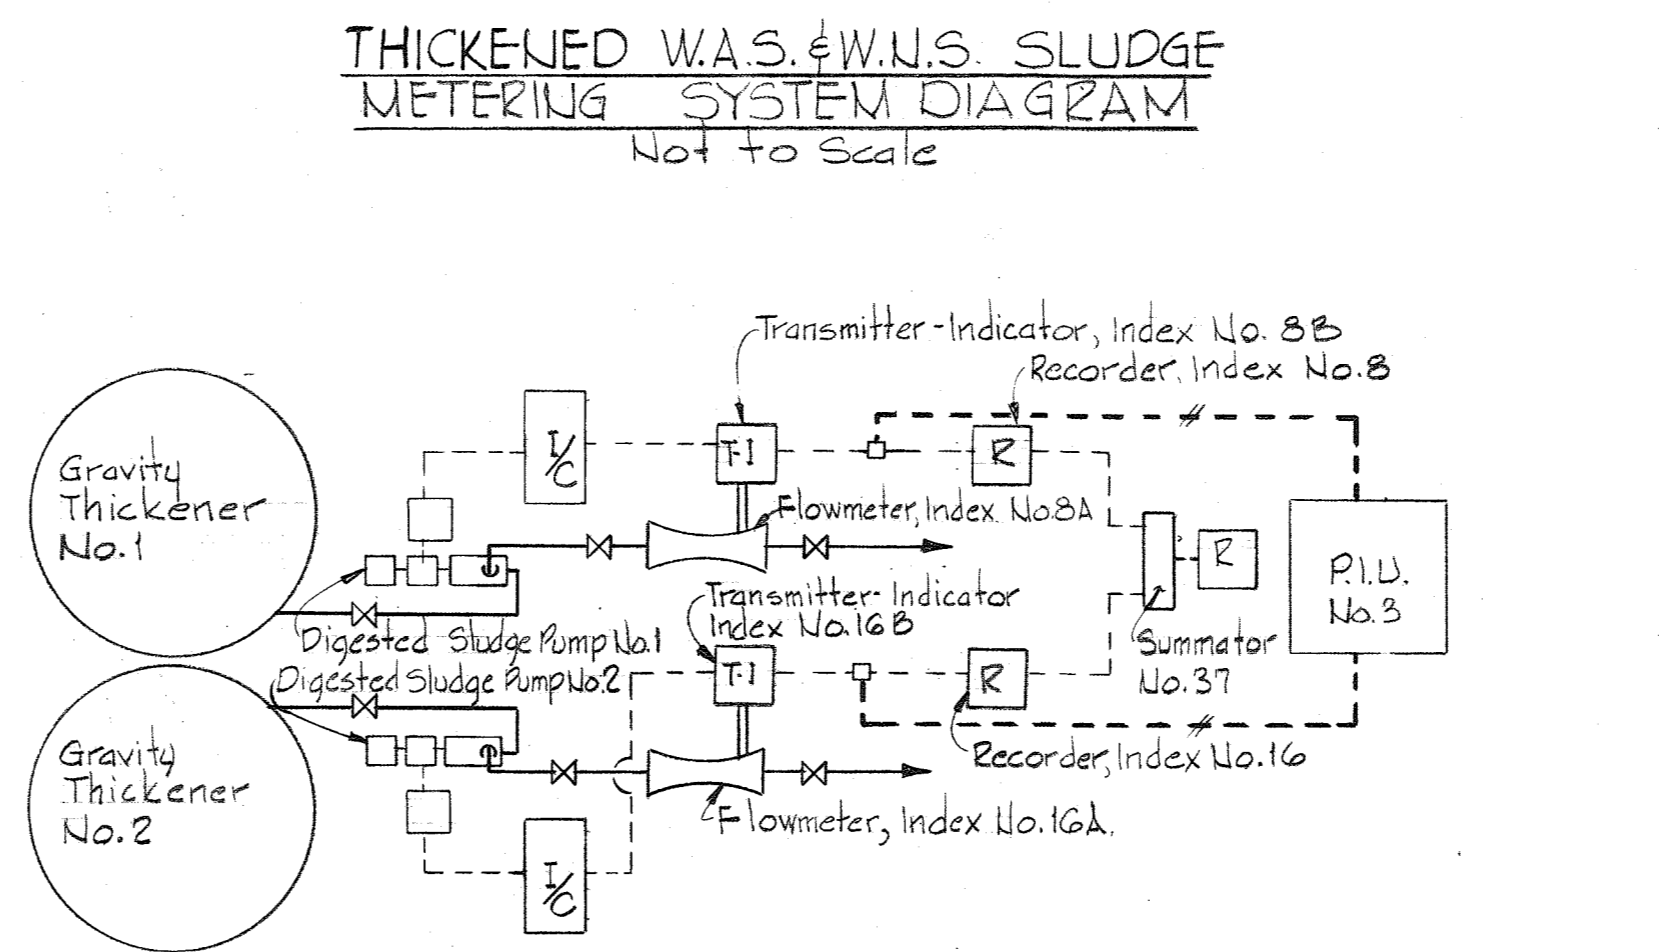 THICKENED W.A.S. & W.N.S. SLUDGE
METERING SYSTEM DIAGRAM
Not to Scale
Transmitter-Indicator, Index No. 8B
Recorder, Index No. 8
Gravity
Thickener
No. 1
I/C
T-I
R
Flowmeter, Index No. 8A
R
P.I.U.
No. 3
Transmitter-Indicator
Index No. 16B
Digested Sludge Pump No. 1
Summator
No. 37
Digested Sludge Pump No. 2
T-I
R
Gravity
Thickener
No. 2
Recorder, Index No. 16
Flowmeter, Index No. 16A.
I/C